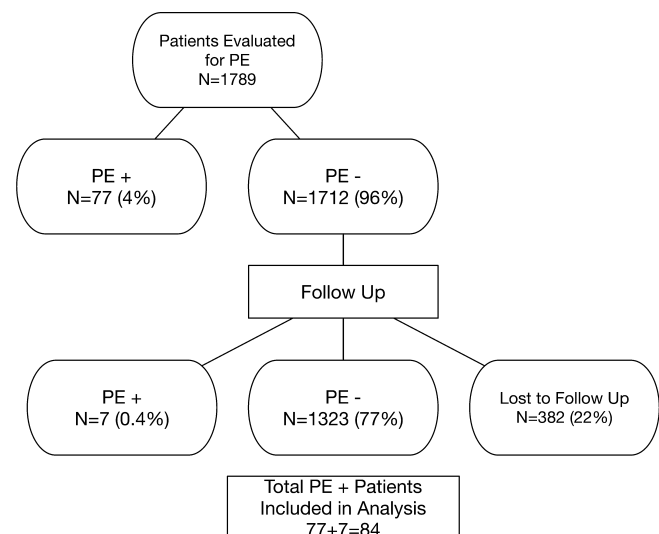 Patients Evaluated
for PE
N=1789
PE +
N=77 (4%)
PE -
N=1712 (96%)
Follow Up
PE +
N=7 (0.4%)
PE -
N=1323 (77%)
Lost to Follow Up
N=382 (22%)
Total PE + Patients
Included in Analysis
77+7=84